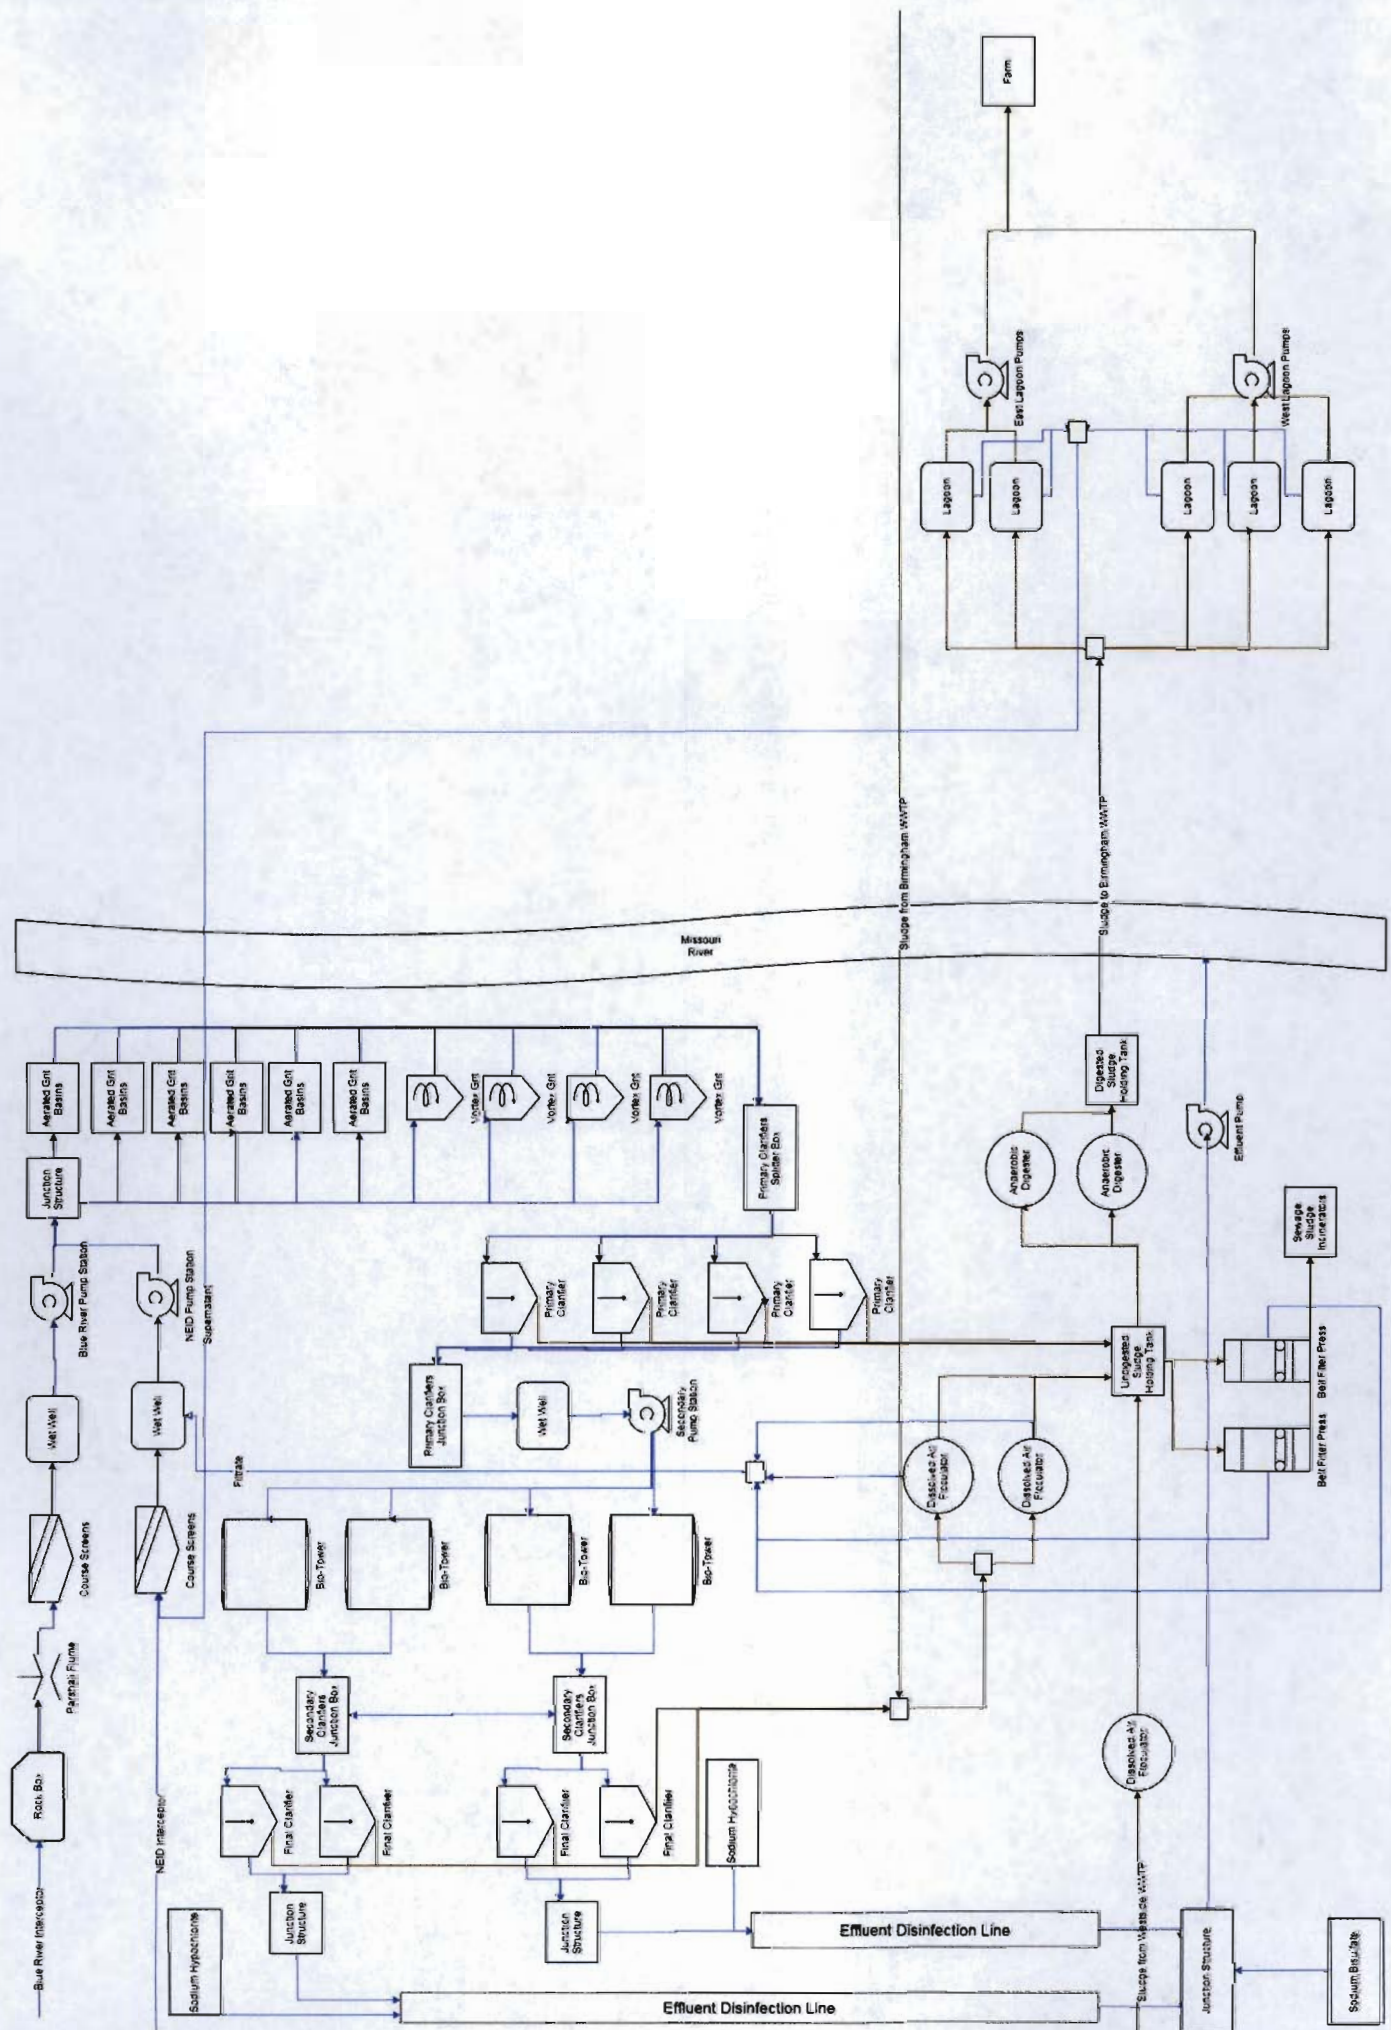 Farm
East Lagoon Pumps
West Lagoon Pumps
Lagoon
Lagoon
Lagoon
Lagoon
Lagoon
Sludge from Birmingham WWTP
Sludge to Birmingham WWTP
Missouri
River
Aerated Grit
Basins
Aerated Grit
Basins
Aerated Grit
Basins
Aerated Grit
Basins
Aerated Grit
Basins
Aerated Grit
Basins
Vortex Grit
Vortex Grit
Vortex Grit
Vortex Grit
Junction
Structure
Primary Clarifiers
Splitter Box
Digested
Sludge
Holding Tank
Anaerobic
Digester
Anaerobic
Digester
Effluent Pump
Sewage
Sludge
Incinerators
Blue River Pump Station
NEID Pump Station
Supernatant
Primary
Clarifier
Primary
Clarifier
Primary
Clarifier
Primary
Clarifier
Undigested
Sludge
Holding Tank
Belt Filter Press
Belt Filter Press
Wet Well
Wet Well
Primary Clarifiers
Junction Box
Wet Well
Secondary
Pump Station
Filtrate
Dissolved Air
Floculator
Dissolved Air
Floculator
Course Screens
Course Screens
Bio-Tower
Bio-Tower
Bio-Tower
Bio-Tower
Parshall Flume
Secondary
Clarifiers
Junction Box
Secondary
Clarifiers
Junction Box
Rock Box
Dissolved Air
Floculator
Final Clarifier
Final Clarifier
Final Clarifier
Final Clarifier
Sodium Hypochlorite
NEID Interceptor
Blue River Interceptor
Sodium Hypochlorite
Junction
Structure
Junction
Structure
Effluent Disinfection Line
Effluent Disinfection Line
Sludge from Westside WWTP
Junction Structure
Sodium Bisulfate